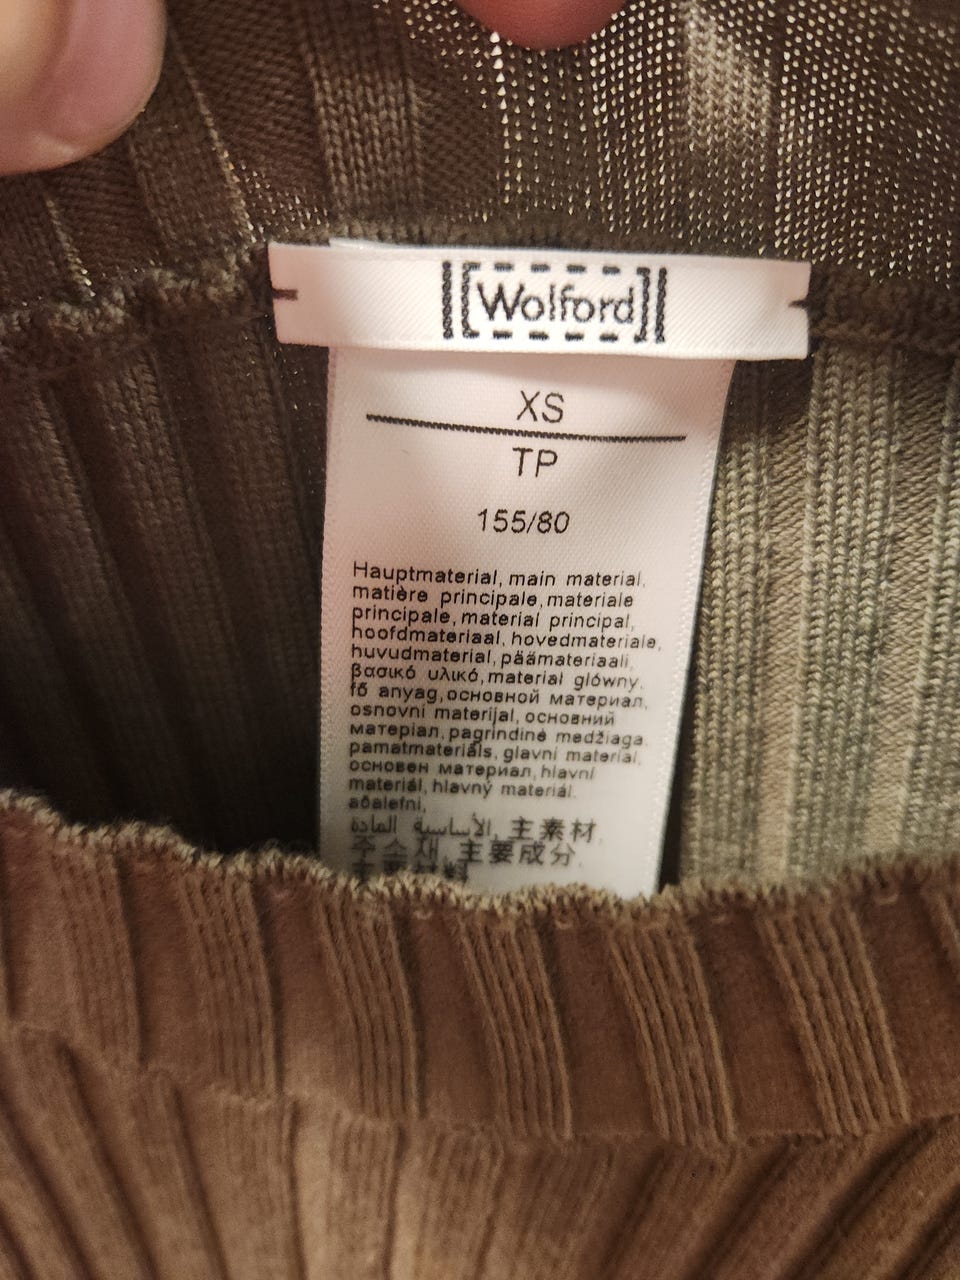 Wolford
XS
TP
155/80
Hauptmaterial, main material,
matière principale, materiale
principale, material principal,
hoofdmateriaal, hovedmateriale,
huvudmaterial, päämateriaali,
βασικό υλικό, material główny,
fő anyag, основной материал,
osnovni materijal, основний
матеріал, pagrindinė medžiaga,
pamatmateriāls, glavni material,
основен материал, hlavní
materiál, hlavný materiál,
aðalefni,
المادة الأساسية, 主素材,
주소재, 主要成分,